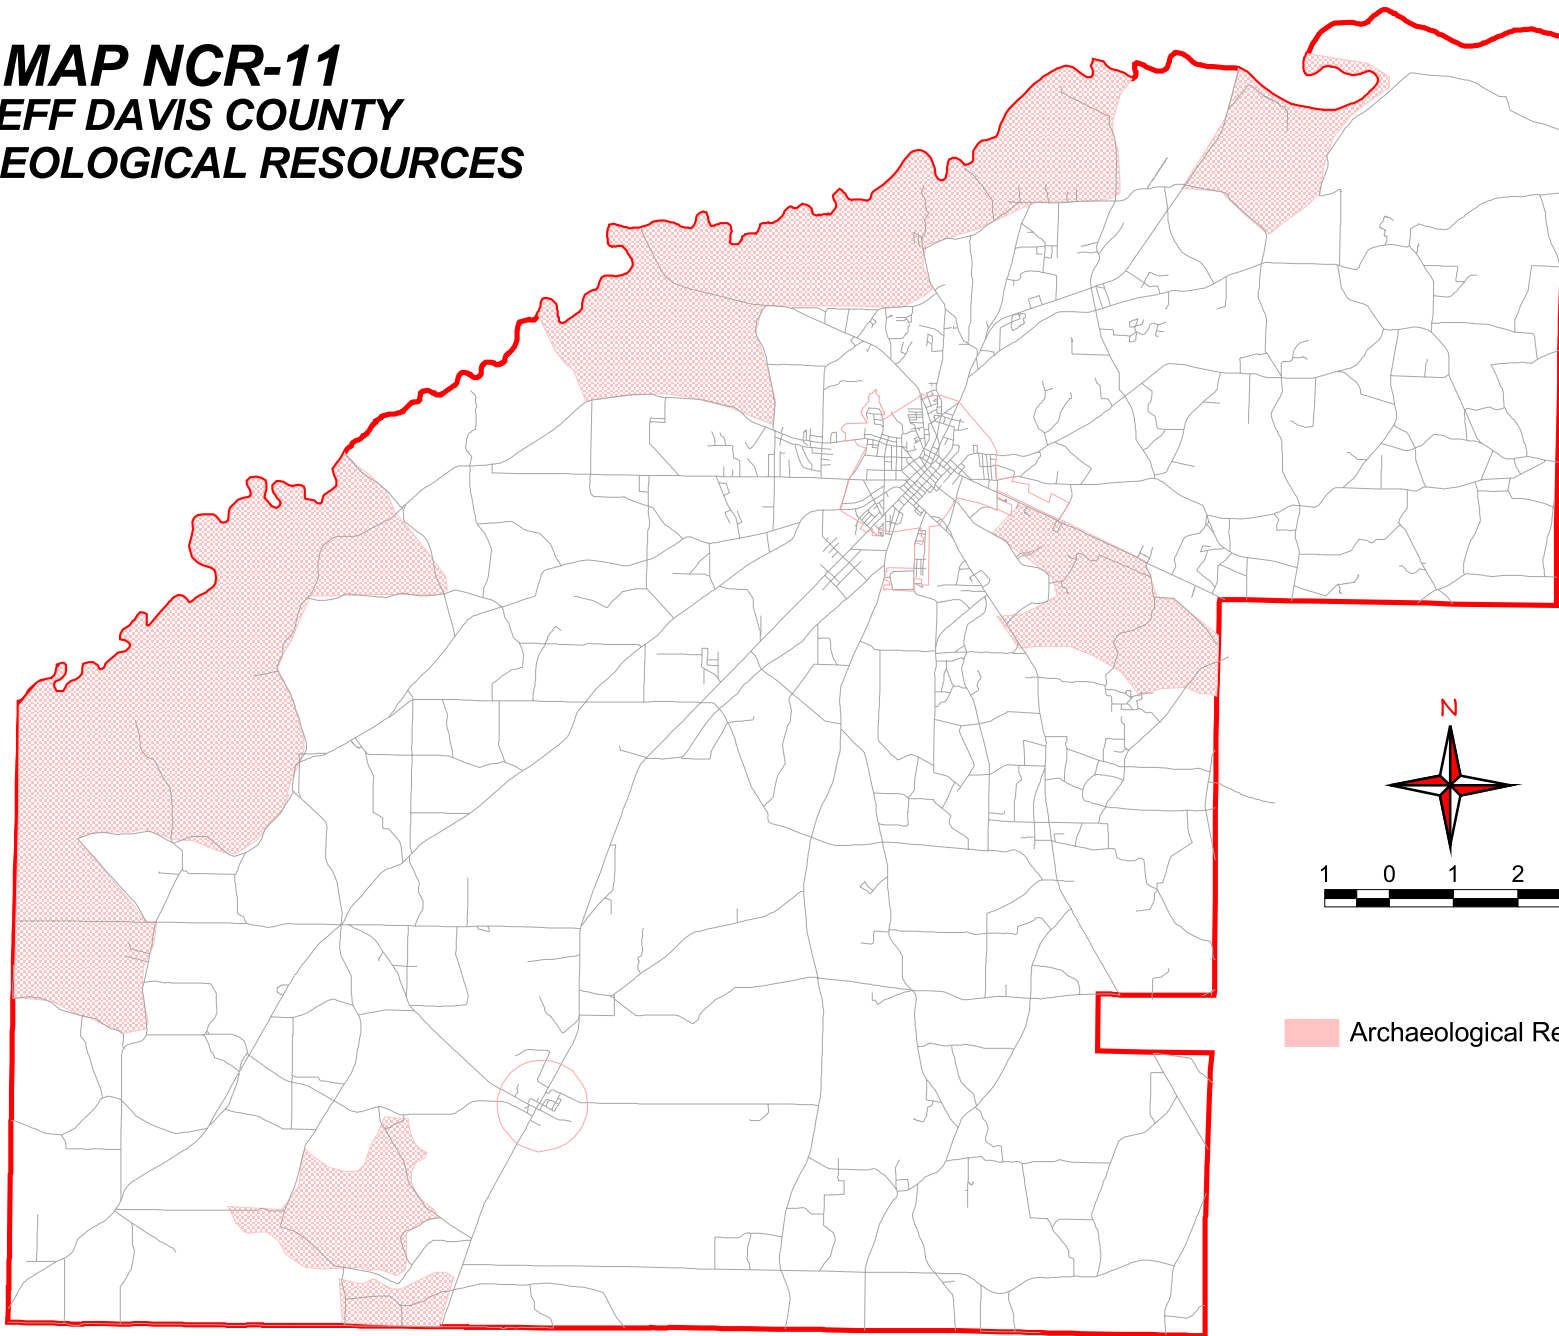 MAP NCR-11
EFF DAVIS COUNTY
EOLOGICAL RESOURCES
N
1 0 1 2
Archaeological Re